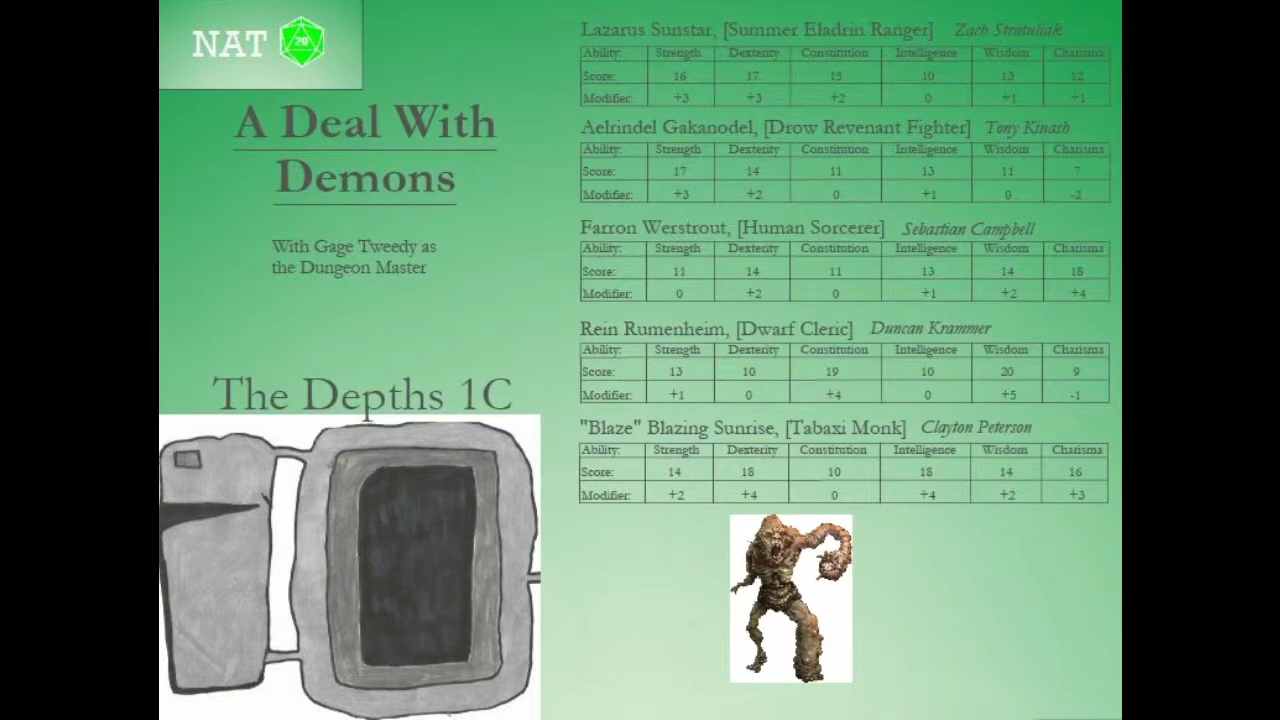 NAT 20
A Deal With
Demons
With Gage Tweedy as
the Dungeon Master
The Depths 1C
Lazarus Sunstar, [Summer Eladrin Ranger] Zach Stratuliak
Ability: Strength Dexterity Constitution Intelligence Wisdom Charisma
Score: 16 17 15 10 13 12
Modifier: +3 +3 +2 0 +1 +1
Aelrindel Gakanodel, [Drow Revenant Fighter] Tony Kinash
Ability: Strength Dexterity Constitution Intelligence Wisdom Charisma
Score: 17 14 11 13 11 7
Modifier: +3 +2 0 +1 0 -2
Farron Werstrout, [Human Sorcerer] Sebastian Campbell
Ability: Strength Dexterity Constitution Intelligence Wisdom Charisma
Score: 11 14 11 13 14 18
Modifier: 0 +2 0 +1 +2 +4
Rein Rumenheim, [Dwarf Cleric] Duncan Krammer
Ability: Strength Dexterity Constitution Intelligence Wisdom Charisma
Score: 13 10 19 10 20 9
Modifier: +1 0 +4 0 +5 -1
"Blaze" Blazing Sunrise, [Tabaxi Monk] Clayton Peterson
Ability: Strength Dexterity Constitution Intelligence Wisdom Charisma
Score: 14 18 10 18 14 16
Modifier: +2 +4 0 +4 +2 +3